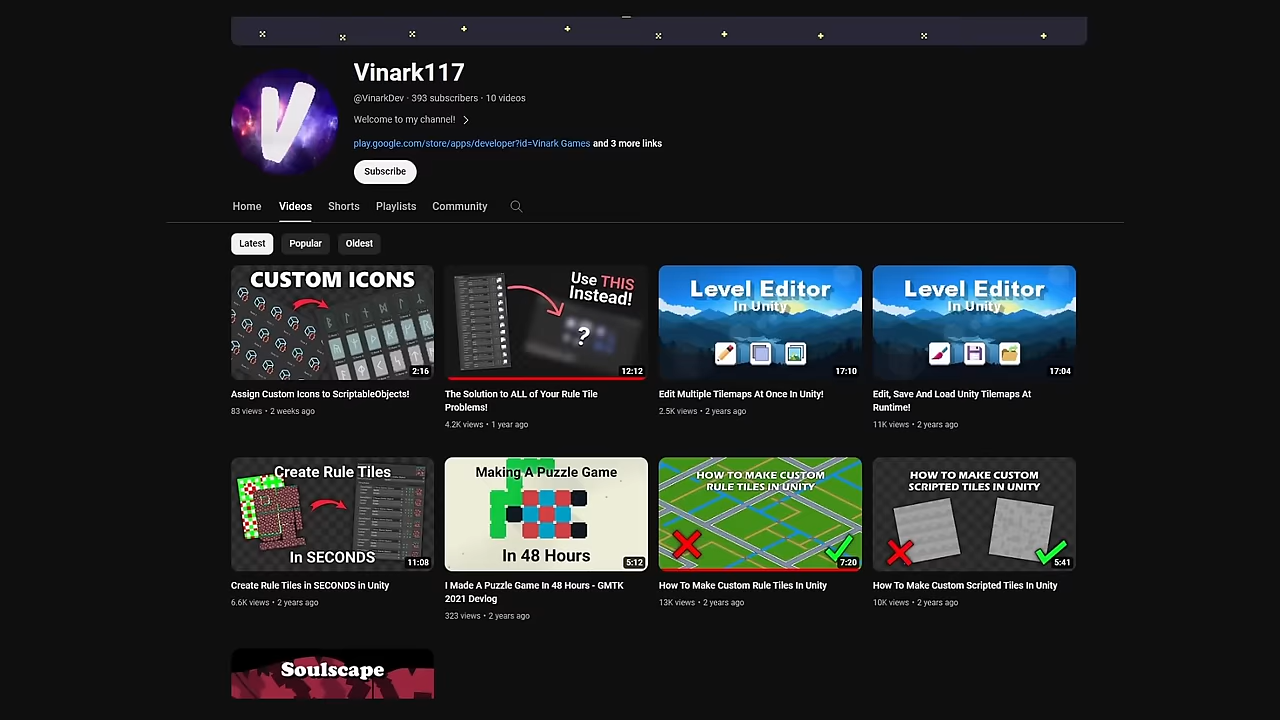 Vinark117
@VinarkDev · 393 subscribers · 10 videos
Welcome to my channel!
play.google.com/store/apps/developer?id=Vinark Games and 3 more links
Subscribe
Home Videos Shorts Playlists Community
Latest Popular Oldest
CUSTOM ICONS
2:16
Assign Custom Icons to ScriptableObjects!
83 views • 2 weeks ago
Use THIS
Instead!
?
12:12
The Solution to ALL of Your Rule Tile
Problems!
4.2K views • 1 year ago
Level Editor
In Unity
17:10
Edit Multiple Tilemaps At Once In Unity!
2.5K views • 2 years ago
Level Editor
In Unity
17:04
Edit, Save And Load Unity Tilemaps At
Runtime!
11K views • 2 years ago
Create Rule Tiles
In SECONDS
11:08
Create Rule Tiles in SECONDS in Unity
6.6K views • 2 years ago
Making A Puzzle Game
In 48 Hours
5:12
I Made A Puzzle Game In 48 Hours - GMTK
2021 Devlog
323 views • 2 years ago
HOW TO MAKE CUSTOM
RULE TILES IN UNITY
7:20
How To Make Custom Rule Tiles In Unity
13K views • 2 years ago
HOW TO MAKE CUSTOM
SCRIPTED TILES IN UNITY
5:41
How To Make Custom Scripted Tiles In Unity
10K views • 2 years ago
Soulscape